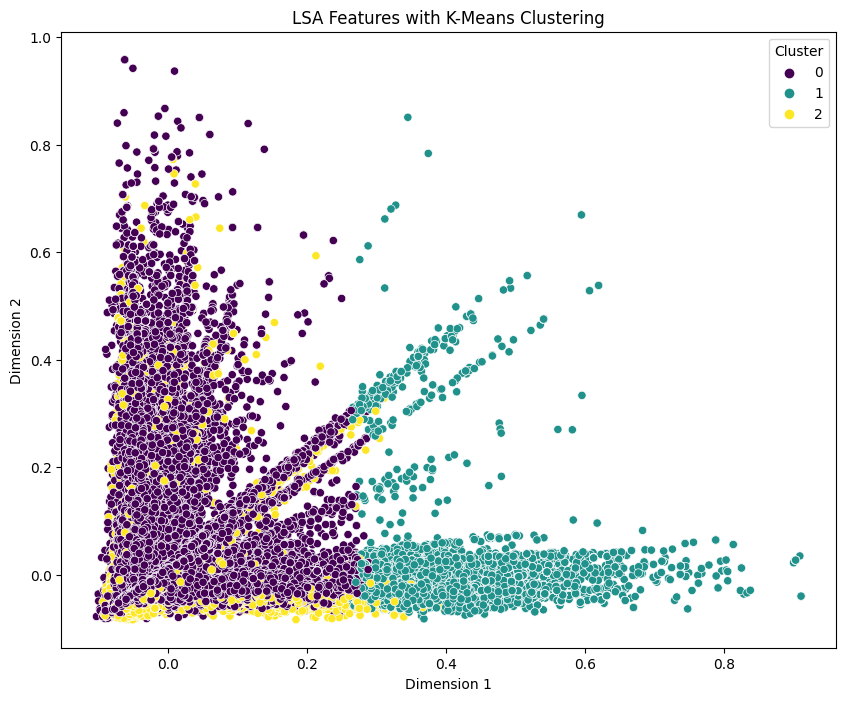 LSA Features with K-Means Clustering
Cluster
0
1
2
1.0
0.8
0.6
0.4
0.2
0.0
Dimension 2
0.0 0.2 0.4 0.6 0.8
Dimension 1